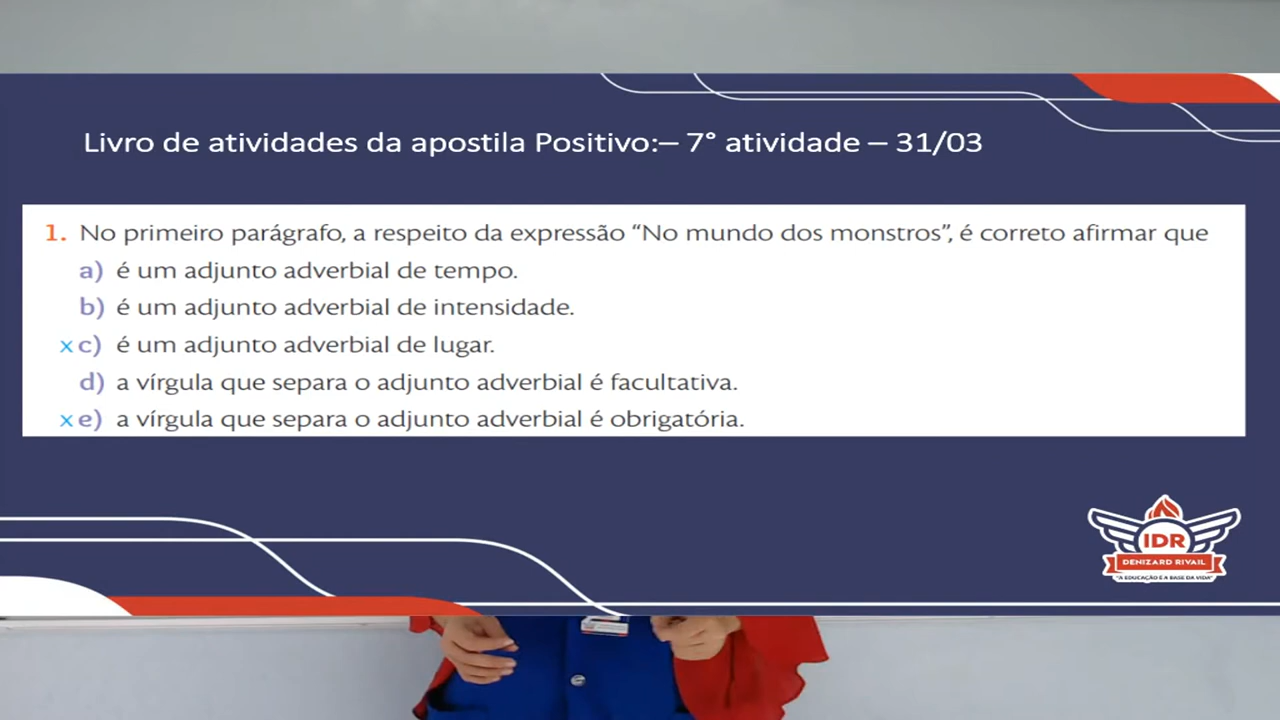 Livro de atividades da apostila Positivo:– 7° atividade – 31/03
1. No primeiro parágrafo, a respeito da expressão “No mundo dos monstros”, é correto afirmar que
a) é um adjunto adverbial de tempo.
b) é um adjunto adverbial de intensidade.
x c) é um adjunto adverbial de lugar.
d) a vírgula que separa o adjunto adverbial é facultativa.
x e) a vírgula que separa o adjunto adverbial é obrigatória.
IDR
DENIZARD RIVAIL
"A EDUCAÇÃO É A BASE DA VIDA"